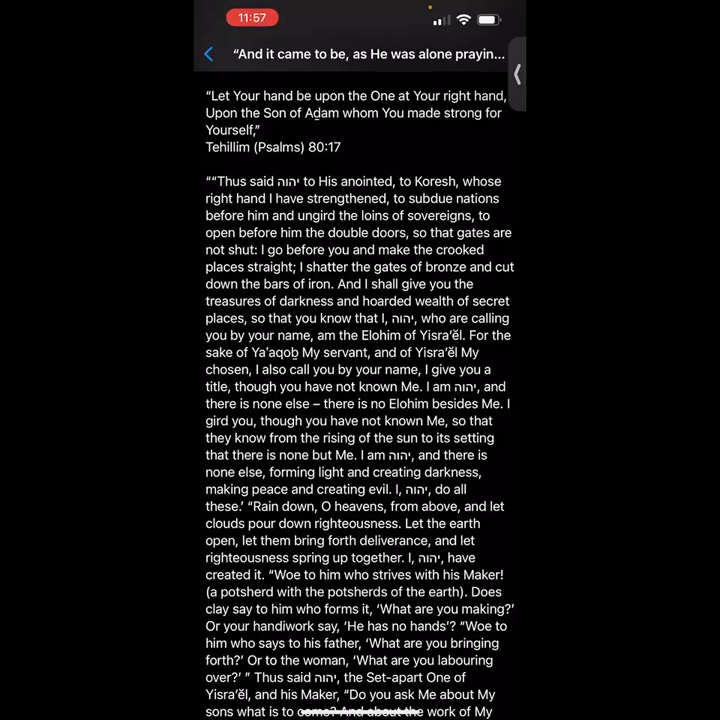 11:57
“And it came to be, as He was alone prayin...
“Let Your hand be upon the One at Your right hand,
Upon the Son of Aḏam whom You made strong for
Yourself,”
Tehillim (Psalms) 80:17
““Thus said יהוה to His anointed, to Koresh, whose
right hand I have strengthened, to subdue nations
before him and ungird the loins of sovereigns, to
open before him the double doors, so that gates are
not shut: I go before you and make the crooked
places straight; I shatter the gates of bronze and cut
down the bars of iron. And I shall give you the
treasures of darkness and hoarded wealth of secret
places, so that you know that I, יהוה, who are calling
you by your name, am the Elohim of Yisra’ĕl. For the
sake of Ya‛aqoḇ My servant, and of Yisra’ĕl My
chosen, I also call you by your name, I give you a
title, though you have not known Me. I am יהוה, and
there is none else – there is no Elohim besides Me. I
gird you, though you have not known Me, so that
they know from the rising of the sun to its setting
that there is none but Me. I am יהוה, and there is
none else, forming light and creating darkness,
making peace and creating evil. I, יהוה, do all
these.’ “Rain down, O heavens, from above, and let
clouds pour down righteousness. Let the earth
open, let them bring forth deliverance, and let
righteousness spring up together. I, יהוה, have
created it. “Woe to him who strives with his Maker!
(a potsherd with the potsherds of the earth). Does
clay say to him who forms it, ‘What are you making?’
Or your handiwork say, ‘He has no hands’? “Woe to
him who says to his father, ‘What are you bringing
forth?’ Or to the woman, ‘What are you labouring
over?’ ” Thus said יהוה, the Set-apart One of
Yisra’ĕl, and his Maker, “Do you ask Me about My
sons what is to come? And about the work of My